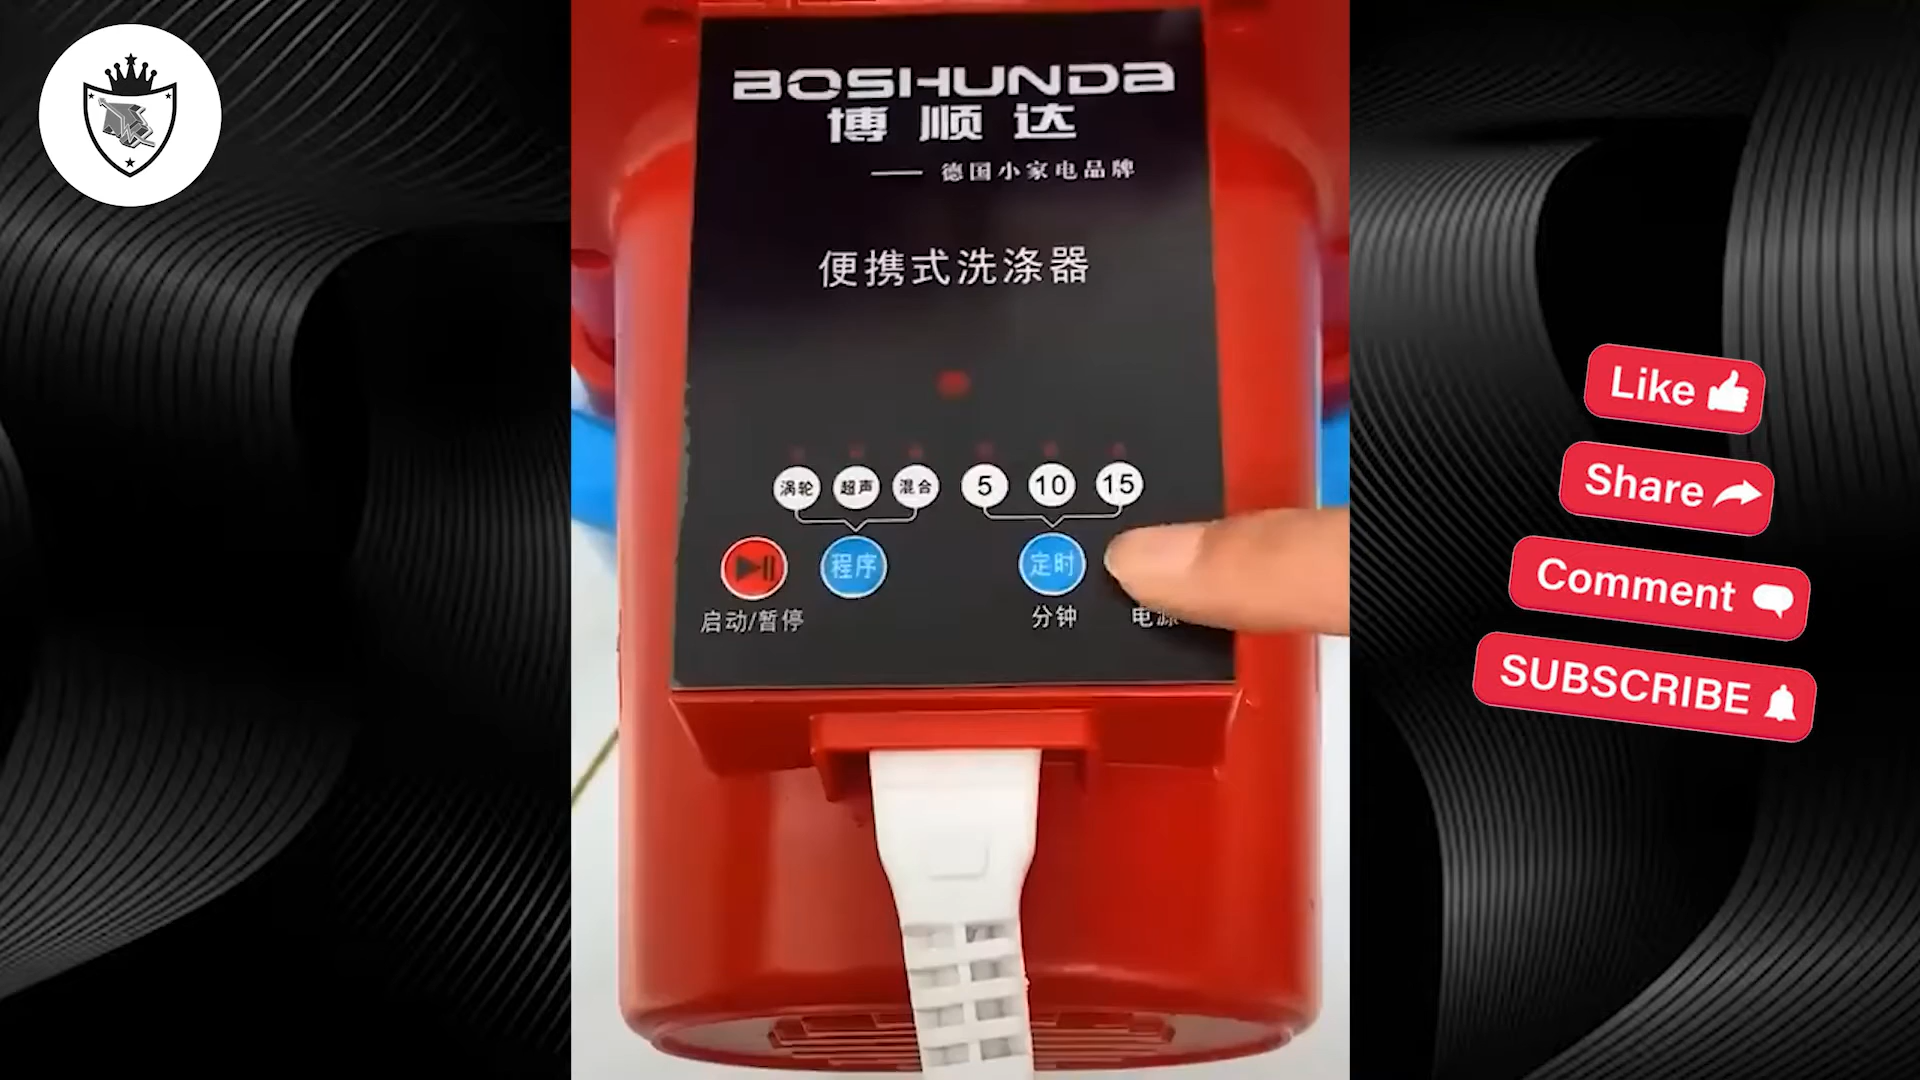 BOSHUNDA
博顺达
—— 德国小家电品牌
便携式洗涤器
涡轮 超声 混合 5 10 15
程序 定时
启动/暂停 分钟 电源
Like
Share
Comment
SUBSCRIBE